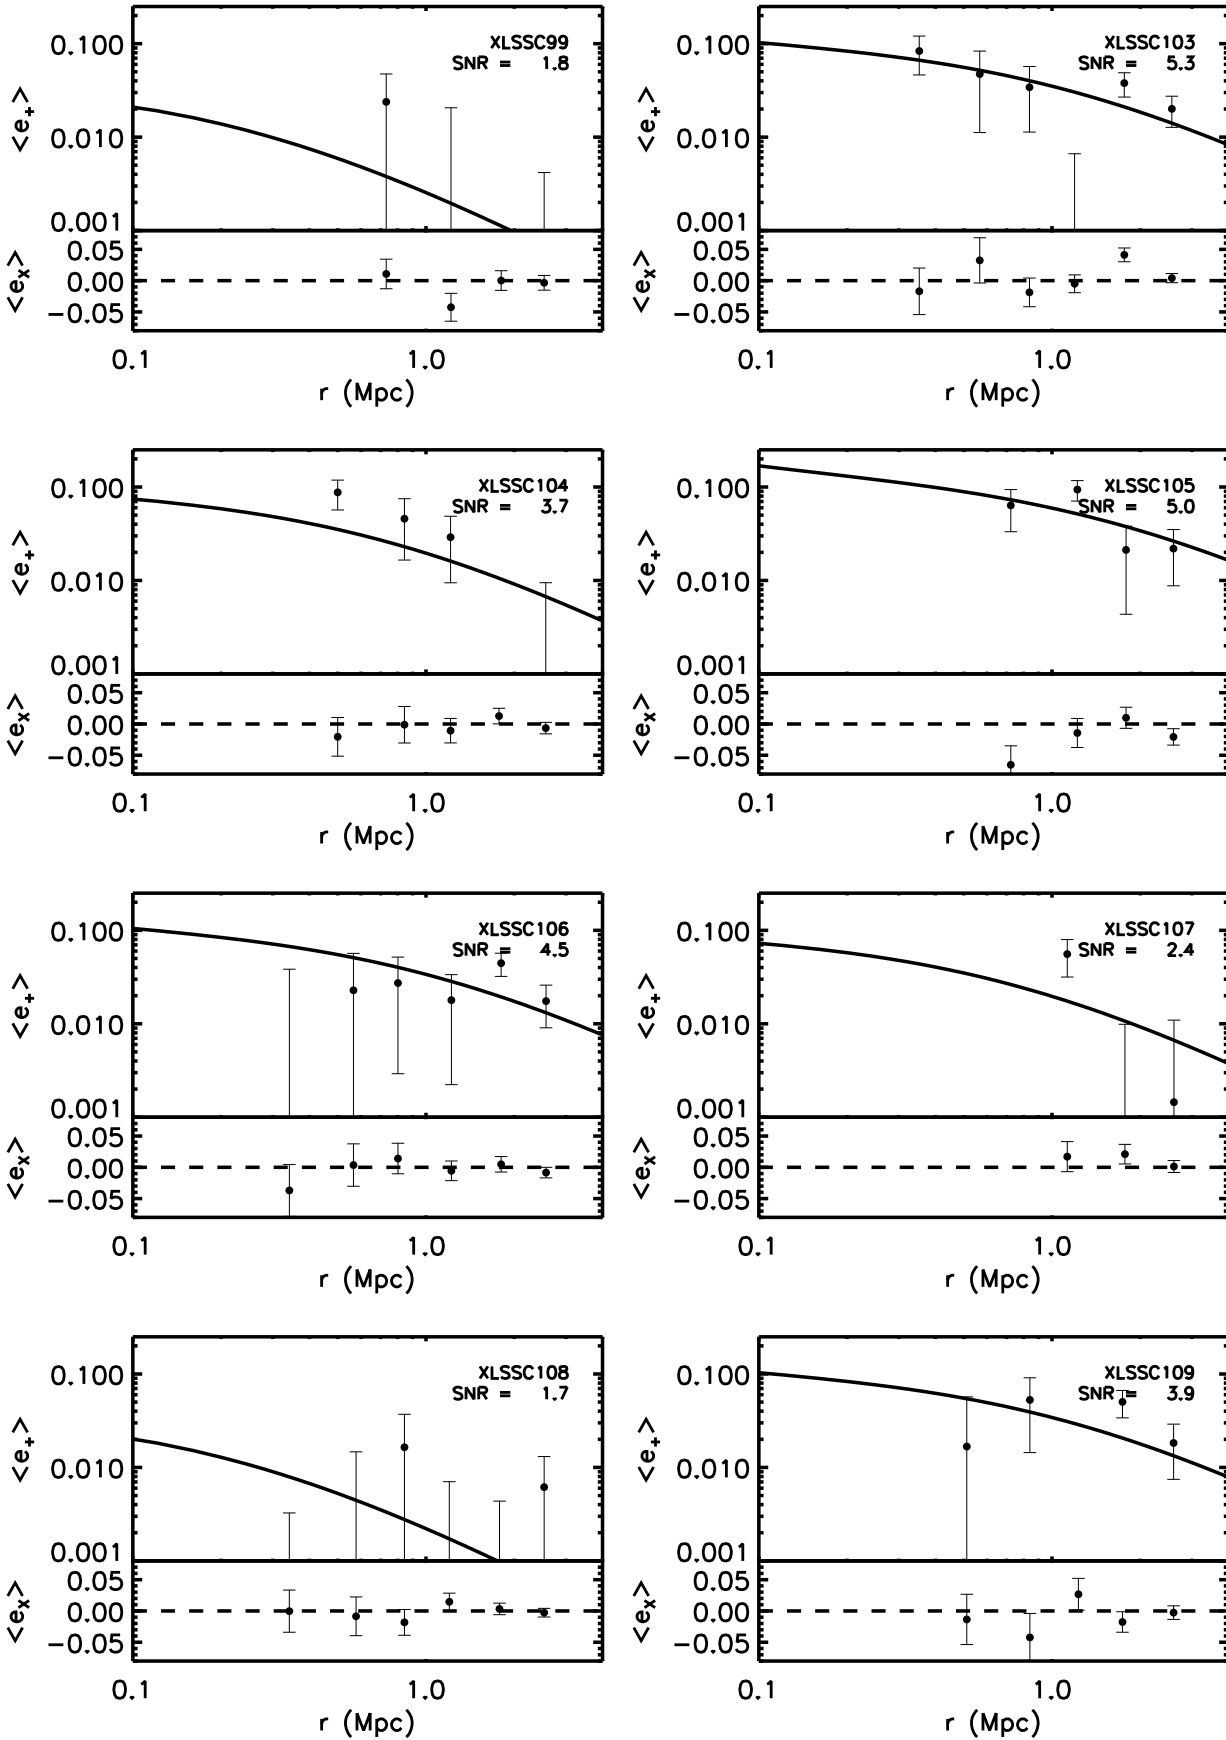 XLSSC99
SNR = 1.8
<e+>
0.100
0.010
0.001
<ex>
0.05
0.00
−0.05
0.1
1.0
r (Mpc)
XLSSC103
SNR = 5.3
<e+>
0.100
0.010
0.001
<ex>
0.05
0.00
−0.05
0.1
1.0
r (Mpc)
XLSSC104
SNR = 3.7
<e+>
0.100
0.010
0.001
<ex>
0.05
0.00
−0.05
0.1
1.0
r (Mpc)
XLSSC105
SNR = 5.0
<e+>
0.100
0.010
0.001
<ex>
0.05
0.00
−0.05
0.1
1.0
r (Mpc)
XLSSC106
SNR = 4.5
<e+>
0.100
0.010
0.001
<ex>
0.05
0.00
−0.05
0.1
1.0
r (Mpc)
XLSSC107
SNR = 2.4
<e+>
0.100
0.010
0.001
<ex>
0.05
0.00
−0.05
0.1
1.0
r (Mpc)
XLSSC108
SNR = 1.7
<e+>
0.100
0.010
0.001
<ex>
0.05
0.00
−0.05
0.1
1.0
r (Mpc)
XLSSC109
SNR = 3.9
<e+>
0.100
0.010
0.001
<ex>
0.05
0.00
−0.05
0.1
1.0
r (Mpc)